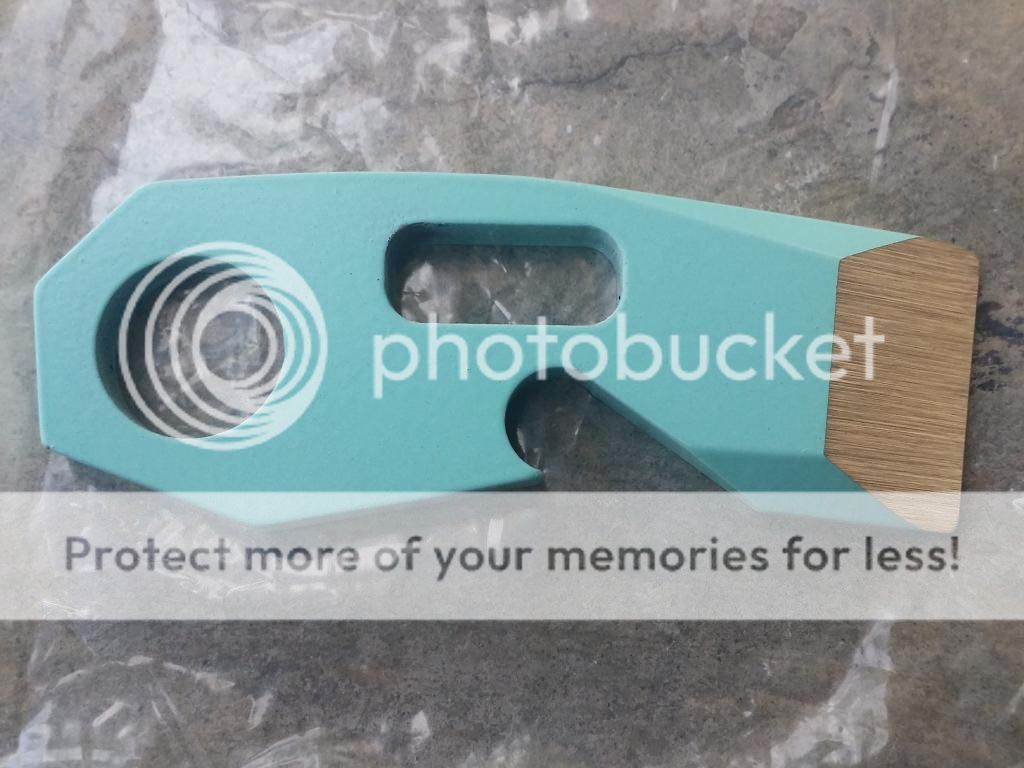 photobucket
Protect more of your memories for less!